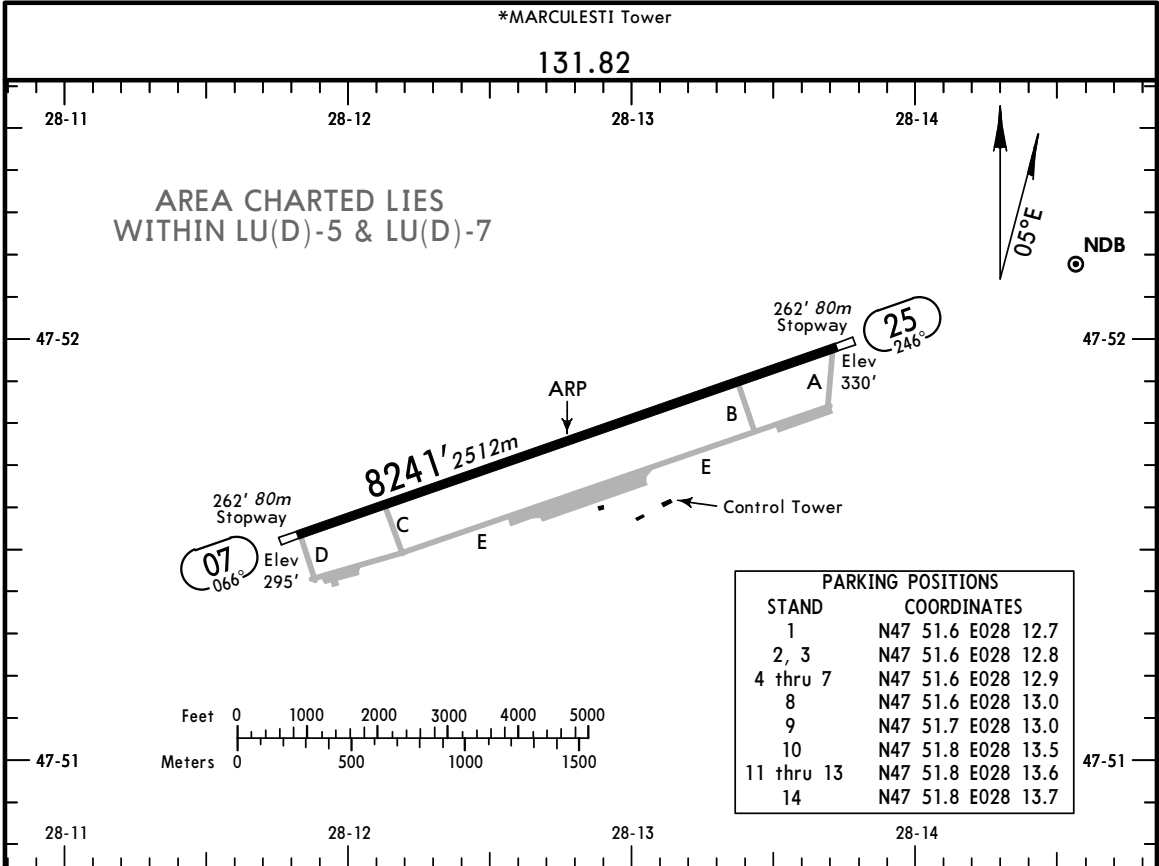 *MARCULESTI Tower
131.82
28-11 28-12 28-13 28-14
AREA CHARTED LIES
WITHIN LU(D)-5 & LU(D)-7
05°E
NDB
262' 80m
Stopway
25
246°
47-52 47-52
Elev
330'
A
ARP
B
8241' 2512m
E
262' 80m
Stopway
C
Control Tower
07
066°
Elev
295'
D
E
PARKING POSITIONS
STAND COORDINATES
1 N47 51.6 E028 12.7
2, 3 N47 51.6 E028 12.8
4 thru 7 N47 51.6 E028 12.9
8 N47 51.6 E028 13.0
9 N47 51.7 E028 13.0
10 N47 51.8 E028 13.5
11 thru 13 N47 51.8 E028 13.6
14 N47 51.8 E028 13.7
Feet 0 1000 2000 3000 4000 5000
Meters 0 500 1000 1500
47-51 47-51
28-11 28-12 28-13 28-14